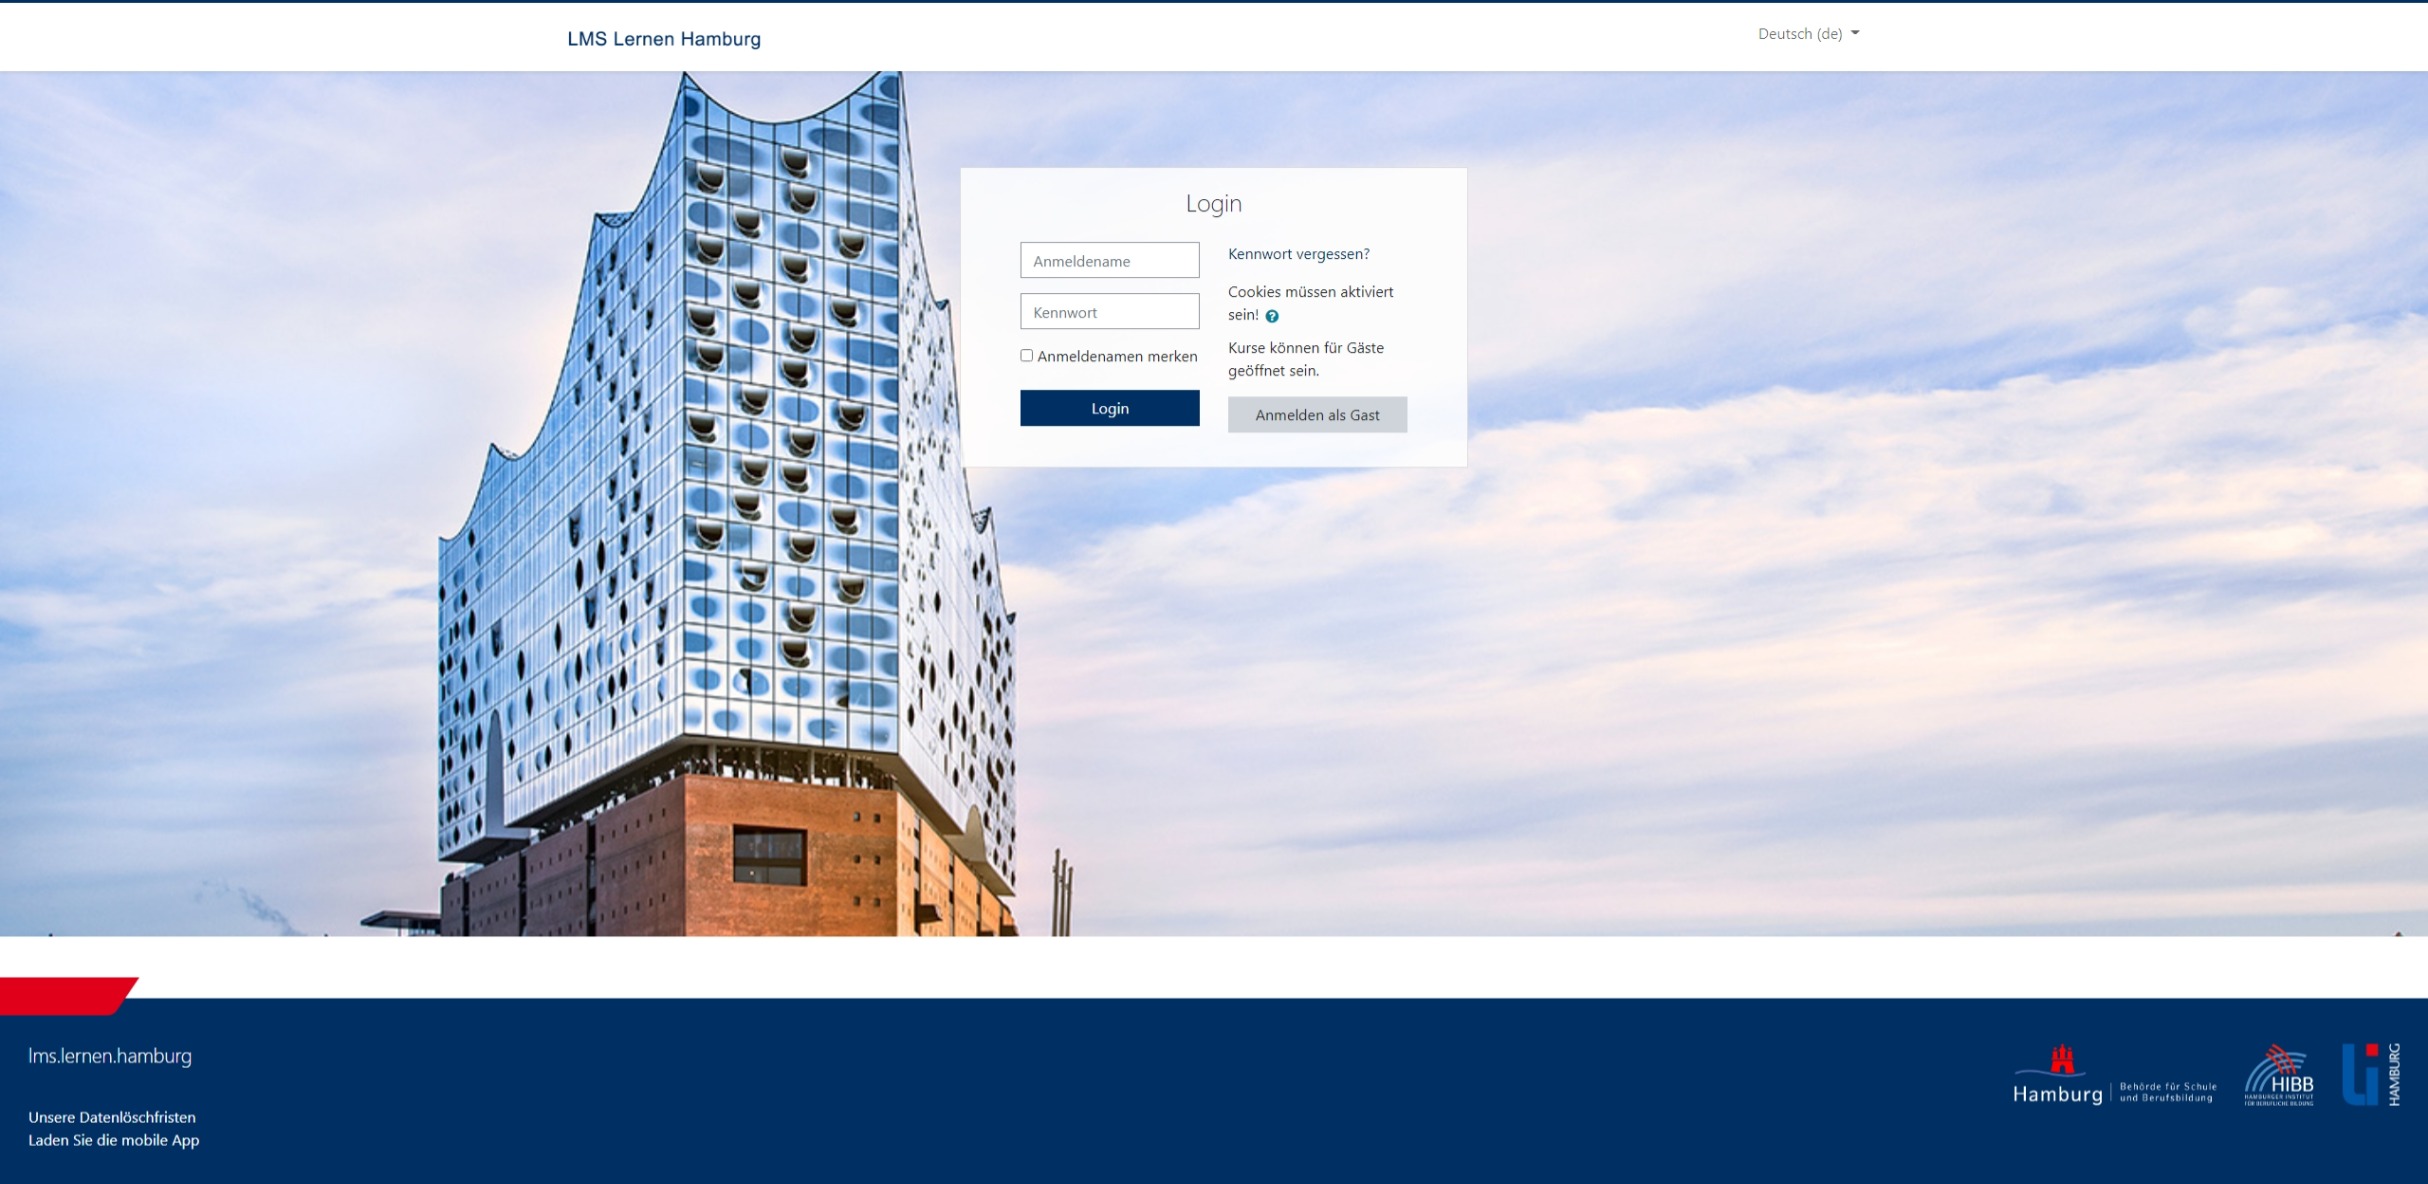 LMS Lernen Hamburg
Deutsch (de)
Login
Anmeldename
Kennwort
Anmeldenamen merken
Login
Kennwort vergessen?
Cookies müssen aktiviert
sein!
Kurse können für Gäste
geöffnet sein.
Anmelden als Gast
lms.lernen.hamburg
Unsere Datenlöschfristen
Laden Sie die mobile App
Hamburg
Behörde für Schule
und Berufsbildung
HIBB
HAMBURGER INSTITUT
FÜR BERUFLICHE BILDUNG
Li
HAMBURG